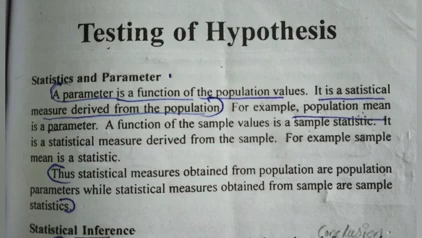 Testing of Hypothesis
Statistics and Parameter
A parameter is a function of the population values. It is a satistical
measure derived from the population. For example, population mean
is a parameter. A function of the sample values is a sample statistic. It
is a statistical measure derived from the sample. For example sample
mean is a statistic.
Thus statistical measures obtained from population are population
parameters while statistical measures obtained from sample are sample
statistics.
Statistical Inference
Conclusion.